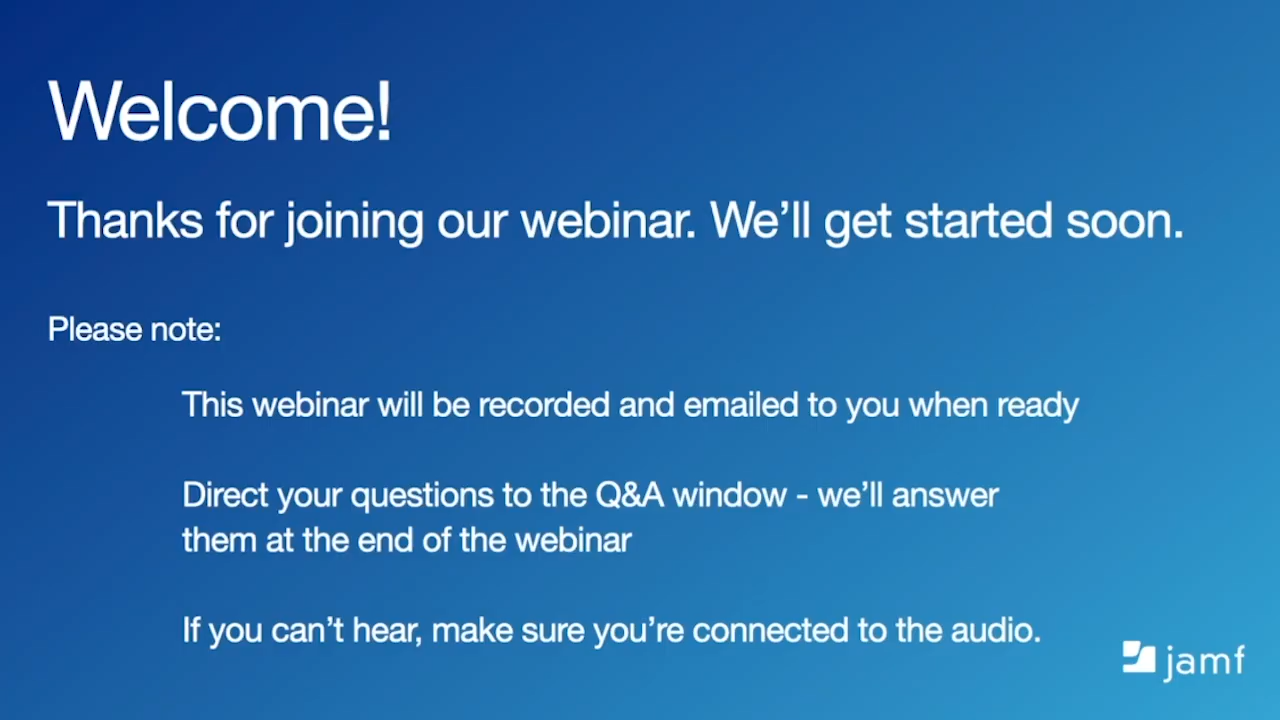 Welcome!
Thanks for joining our webinar. We’ll get started soon.
Please note:
This webinar will be recorded and emailed to you when ready
Direct your questions to the Q&A window - we’ll answer
them at the end of the webinar
If you can’t hear, make sure you’re connected to the audio.
jamf